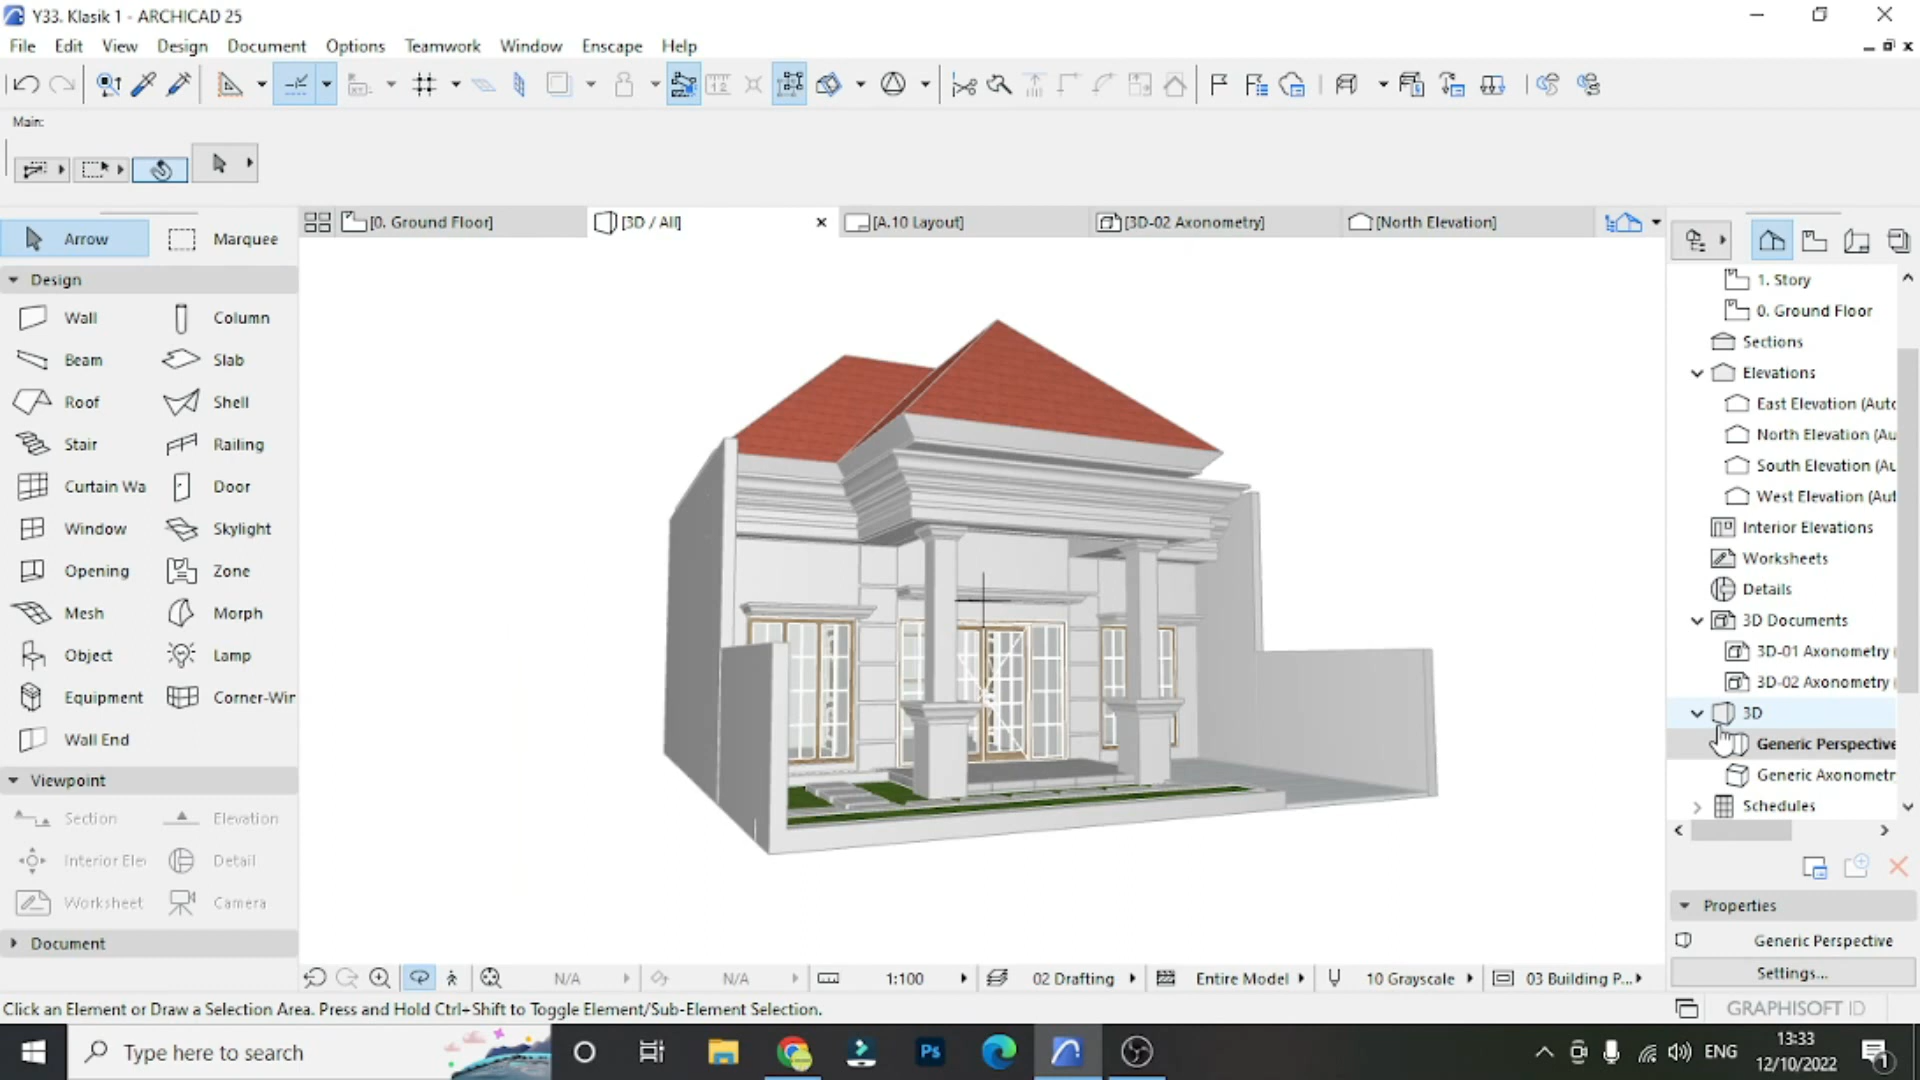 Y33. Klasik 1 - ARCHICAD 25
File Edit View Design Document Options Teamwork Window Enscape Help
Main:
[0. Ground Floor] [3D / All] [A.10 Layout] [3D-02 Axonometry] [North Elevation]
Arrow Marquee
Design
Wall Column
Beam Slab
Roof Shell
Stair Railing
Curtain Wa Door
Window Skylight
Opening Zone
Mesh Morph
Object Lamp
Equipment Corner-Wir
Wall End
Viewpoint
Section Elevation
Interior Ele Detail
Worksheet Camera
Document
1. Story
0. Ground Floor
Sections
Elevations
East Elevation (Auto
North Elevation (Au
South Elevation (Au
West Elevation (Aut
Interior Elevations
Worksheets
Details
3D Documents
3D-01 Axonometry (
3D-02 Axonometry (
3D
Generic Perspective
Generic Axonometr
Schedules
Properties
Generic Perspective
Settings...
N/A N/A 1:100 02 Drafting Entire Model 10 Grayscale 03 Building P...
Click an Element or Draw a Selection Area. Press and Hold Ctrl+Shift to Toggle Element/Sub-Element Selection.
GRAPHISOFT ID
Type here to search
Ps
ENG
13:33
12/10/2022
1